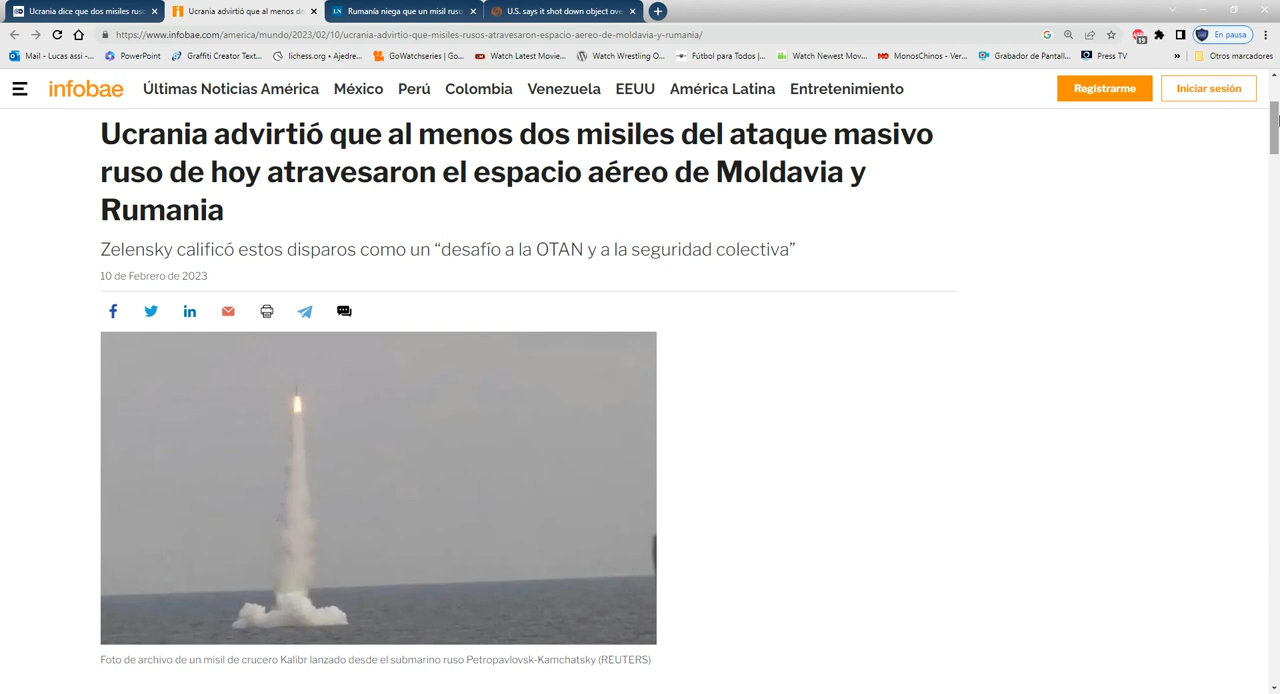 Ucrania dice que dos misiles rus
Ucrania advirtió que al menos do
Rumanía niega que un misil ruso
U.S. says it shot down object ove
https://www.infobae.com/america/mundo/2023/02/10/ucrania-advirtio-que-misiles-rusos-atravesaron-espacio-aereo-de-moldavia-y-rumania/
19
En pausa
Mail - Lucas assi -...
PowerPoint
Graffiti Creator Text...
lichess.org • Ajedre...
GoWatchseries | Go...
Watch Latest Movie...
Watch Wrestling O...
Fútbol para Todos |...
Watch Newest Mov...
MonosChinos - Ver...
Grabador de Pantall...
Press TV
»
Otros marcadores
infobae
Últimas Noticias América
México
Perú
Colombia
Venezuela
EEUU
América Latina
Entretenimiento
Registrarme
Iniciar sesión
Ucrania advirtió que al menos dos misiles del ataque masivo
ruso de hoy atravesaron el espacio aéreo de Moldavia y
Rumania
Zelensky calificó estos disparos como un “desafío a la OTAN y a la seguridad colectiva”
10 de Febrero de 2023
Foto de archivo de un misil de crucero Kalibr lanzado desde el submarino ruso Petropavlovsk-Kamchatsky (REUTERS)